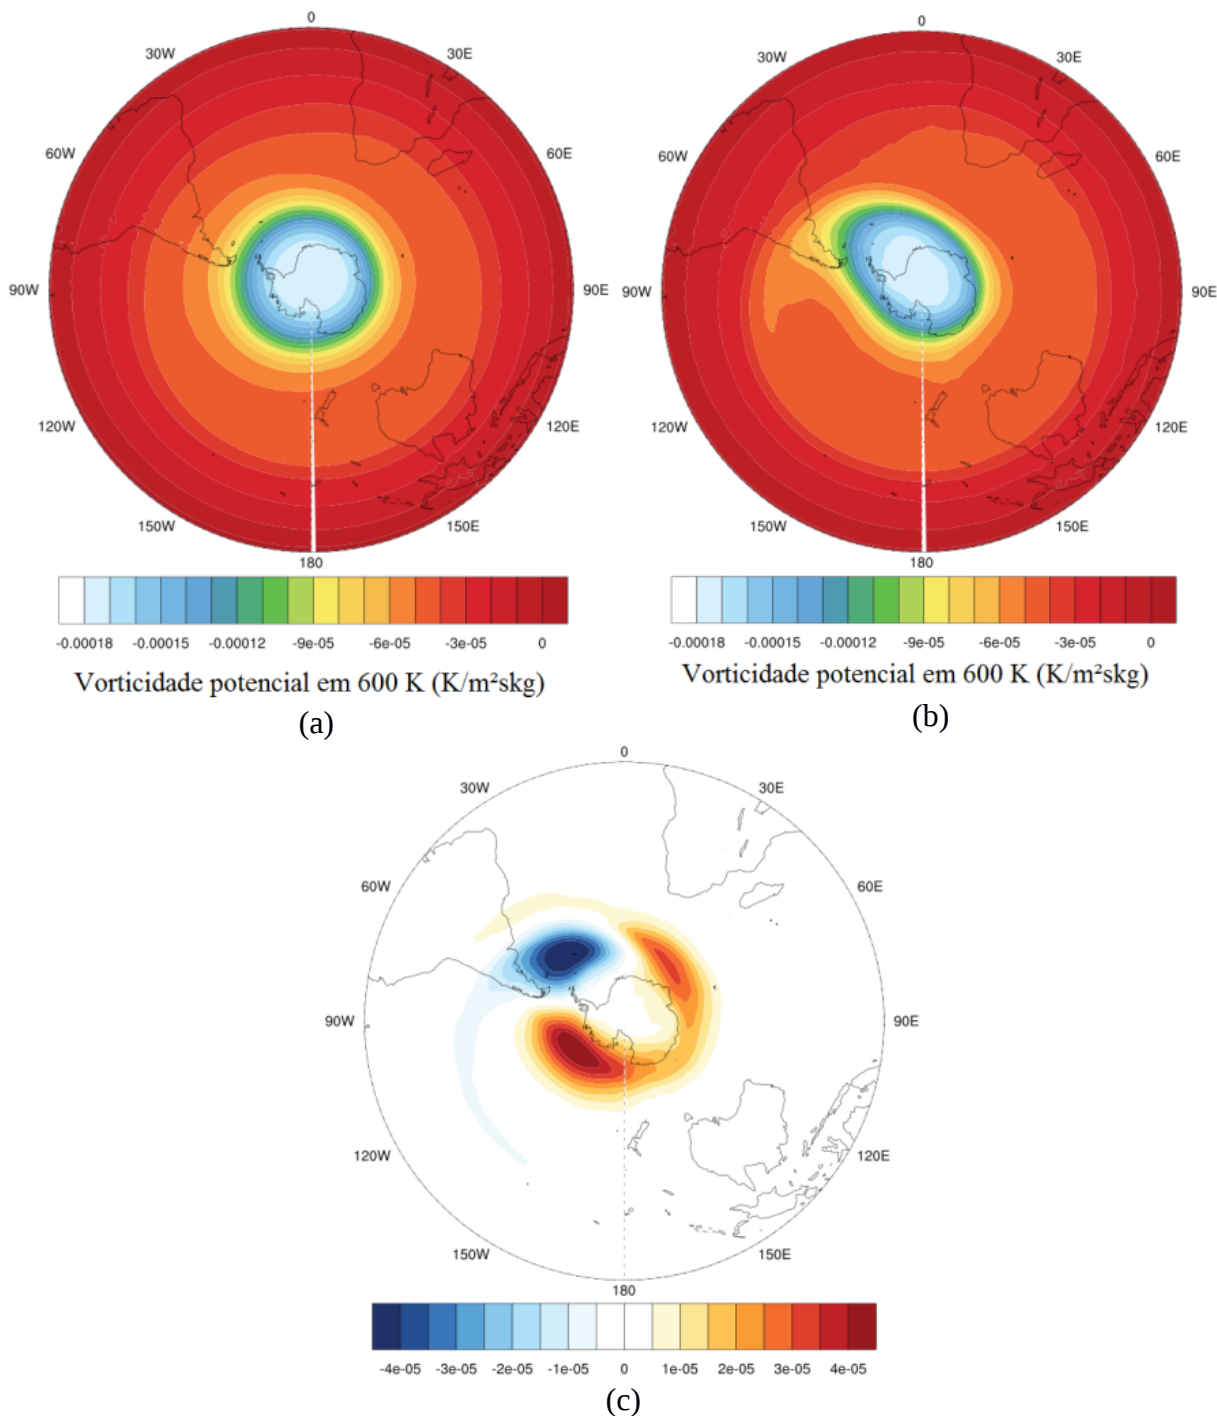 0
0
30W
30E
30W
30E
60W
60E
60W
60E
90W
90E
90W
90E
120W
120E
120W
120E
150W
150E
150W
150E
180
180
-0.00018 -0.00015 -0.00012 -9e-05 -6e-05 -3e-05 0
-0.00018 -0.00015 -0.00012 -9e-05 -6e-05 -3e-05 0
Vorticidade potencial em 600 K (K/m²skg)
Vorticidade potencial em 600 K (K/m²skg)
(a)
(b)
0
30W
30E
60W
60E
90W
90E
120W
120E
150W
150E
180
-4e-05 -3e-05 -2e-05 -1e-05 0 1e-05 2e-05 3e-05 4e-05
(c)